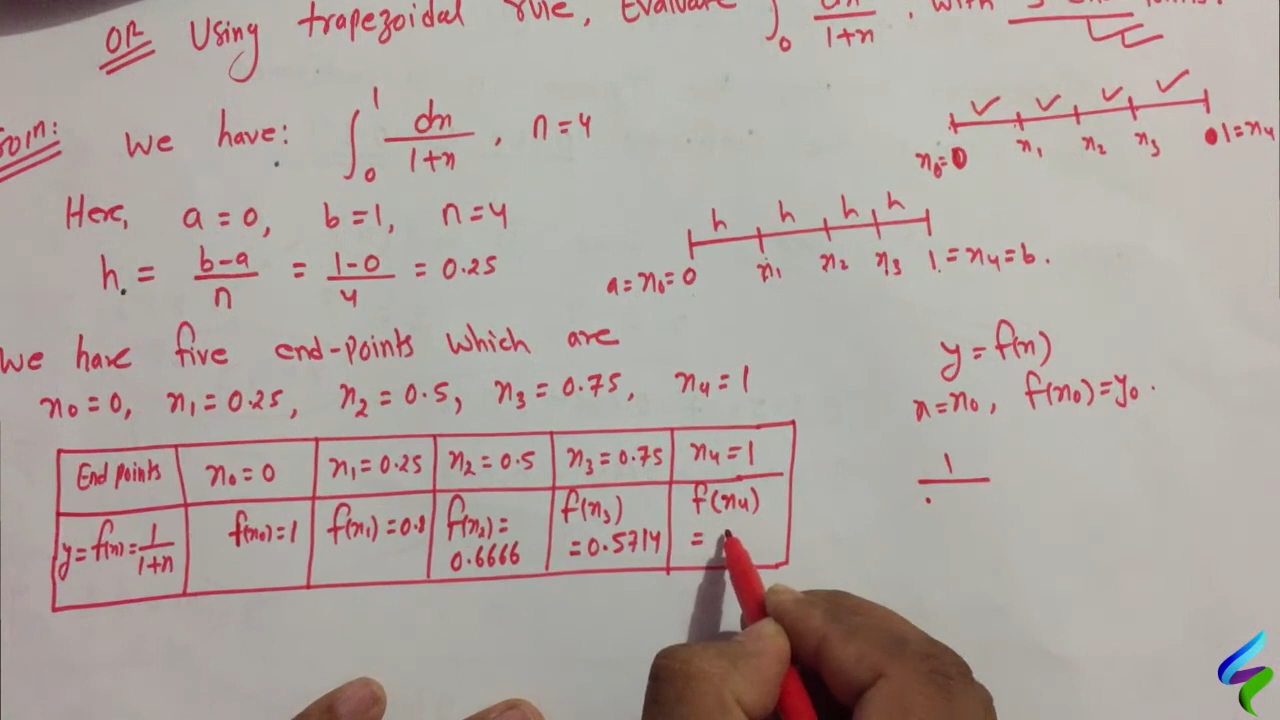 OR Using trapezoidal rule, Evaluate ∫₀ dx/1+x, with
Soln: We have: ∫₀¹ dx/1+x, n=4
x₀=0 x₁ x₂ x₃ 1=x₄
Here, a=0, b=1, n=4
h h h h
h = b-a/n = 1-0/4 = 0.25
a=x₀=0 x₁ x₂ x₃ 1=x₄=b.
We have five end-points which are
y=f(x)
x₀=0, x₁=0.25, x₂=0.5, x₃=0.75, x₄=1
x=x₀, f(x₀)=y₀.
End points x₀=0 x₁=0.25 x₂=0.5 x₃=0.75 x₄=1
1
y=f(x)=1/1+x f(x₀)=1 f(x₁)=0.8 f(x₂)=0.6666 f(x₃)=0.5714 f(x₄)=